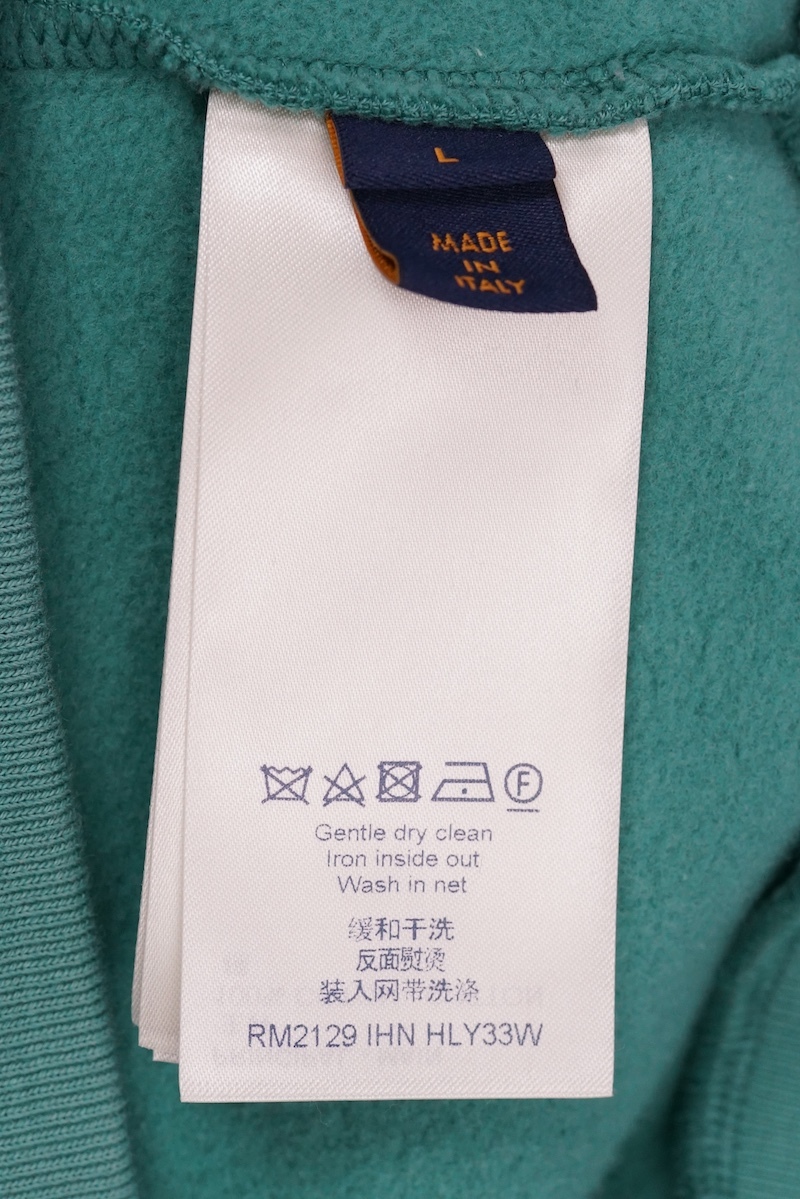 L
MADE
IN
ITALY
F
Gentle dry clean
Iron inside out
Wash in net
缓和干洗
反面熨烫
装入网带洗涤
RM2129 IHN HLY33W